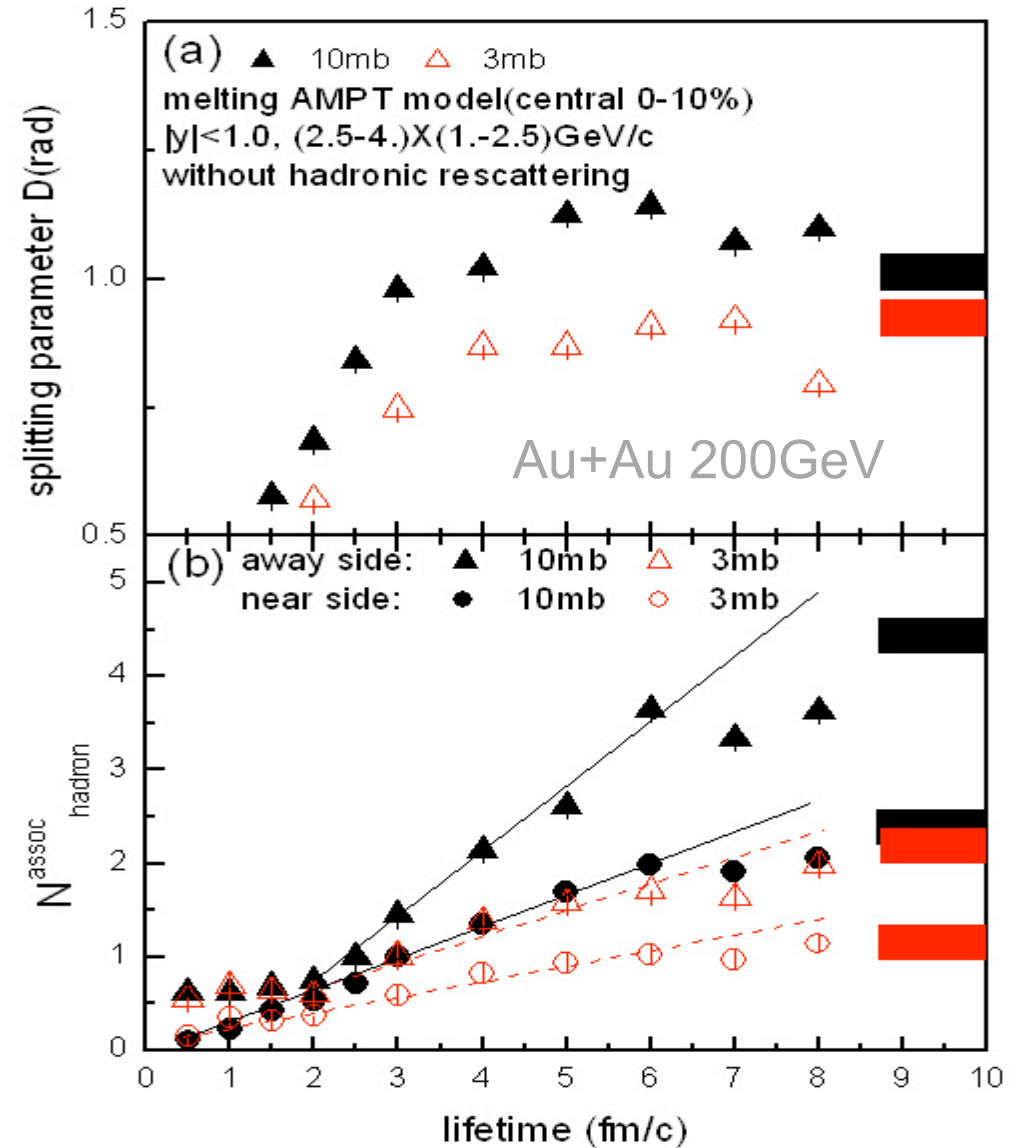 (a) ▲ 10mb △ 3mb
melting AMPT model(central 0-10%)
|y|<1.0, (2.5-4.)X(1.-2.5)GeV/c
without hadronic rescattering
Au+Au 200GeV
splitting parameter D(rad)
1.5
1.0
0.5
(b) away side: ▲ 10mb △ 3mb
near side: ● 10mb ○ 3mb
N^assoc_hadron
5
4
3
2
1
0
0 1 2 3 4 5 6 7 8 9 10
lifetime (fm/c)